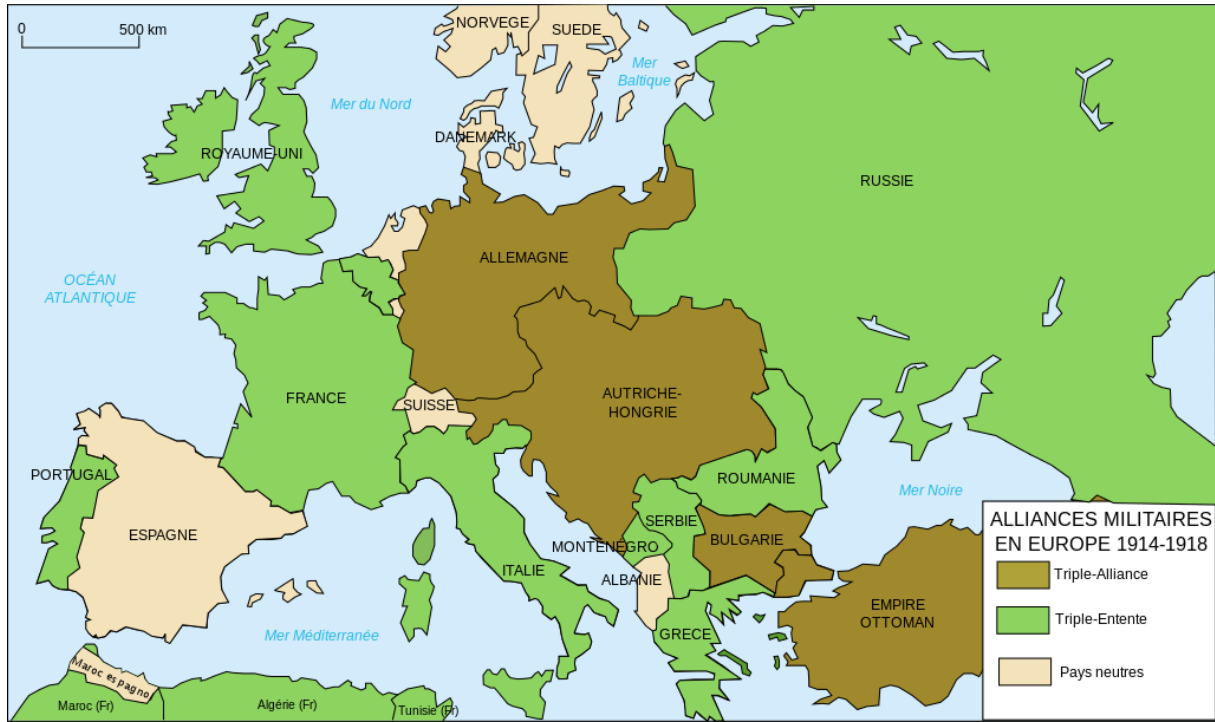 0 500 km
NORVEGE
SUEDE
Mer
Baltique
Mer du Nord
DANEMARK
ROYAUME-UNI
RUSSIE
ALLEMAGNE
OCÉAN
ATLANTIQUE
FRANCE
SUISSE
AUTRICHE-
HONGRIE
PORTUGAL
ROUMANIE
Mer Noire
ESPAGNE
SERBIE
BULGARIE
MONTENEGRO
ITALIE
ALBANIE
EMPIRE
OTTOMAN
GRECE
Mer Méditerranée
Maroc espagno
Maroc (Fr)
Algérie (Fr)
Tunisie (Fr)
ALLIANCES MILITAIRES
EN EUROPE 1914-1918
Triple-Alliance
Triple-Entente
Pays neutres